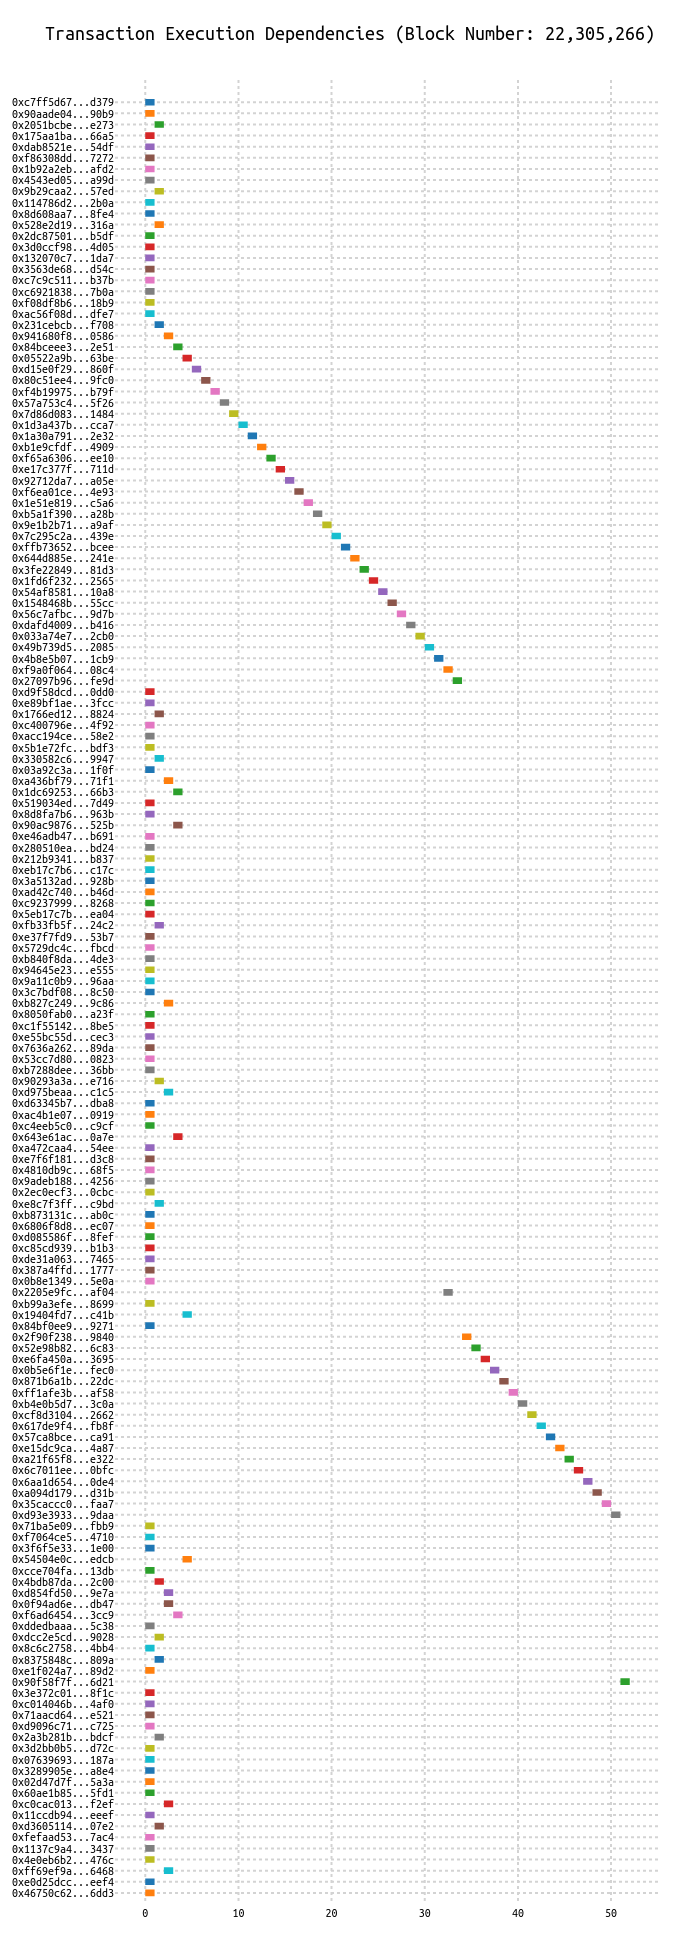 Transaction Execution Dependencies (Block Number: 22,305,266)
0xc7ff5d67...d379
0x90aade04...90b9
0x2051bcbe...e273
0x175aa1ba...66a5
0xdab8521e...54df
0xf86308dd...7272
0x1b92a2eb...afd2
0x4543ed05...a99d
0x9b29caa2...57ed
0x114786d2...2b0a
0x8d608aa7...8fe4
0x528e2d19...316a
0x2dc87501...b5df
0x3d0ccf98...4d05
0x132070c7...1da7
0x3563de68...d54c
0xc7c9c511...b37b
0xc6921838...7b0a
0xf08df8b6...18b9
0xac56f08d...dfe7
0x231cebcb...f708
0x941680f8...0586
0x84bceee3...2e51
0x05522a9b...63be
0xd15e0f29...860f
0x80c51ee4...9fc0
0xf4b19975...b79f
0x57a753c4...5f26
0x7d86d083...1484
0x1d3a437b...cca7
0x1a30a791...2e32
0xb1e9cfdf...4909
0xf65a6306...ee10
0xe17c377f...711d
0x92712da7...a05e
0xf6ea01ce...4e93
0x1e51e819...c5a6
0xb5a1f390...a28b
0x9e1b2b71...a9af
0x7c295c2a...439e
0xffb73652...bcee
0x644d885e...241e
0x3fe22849...81d3
0x1fd6f232...2565
0x54af8581...10a8
0x1548468b...55cc
0x56c7afbc...9d7b
0xdafd4009...b416
0x033a74e7...2cb0
0x49b739d5...2085
0x4b8e5b07...1cb9
0xf9a0f064...08c4
0x27097b96...fe9d
0xd9f58dcd...0dd0
0xe89bf1ae...3fcc
0x1766ed12...8824
0xc400796e...4f92
0xacc194ce...58e2
0x5b1e72fc...bdf3
0x330582c6...9947
0x03a92c3a...1f0f
0xa436bf79...71f1
0x1dc69253...66b3
0x519034ed...7d49
0x8d8fa7b6...963b
0x90ac9876...525b
0xe46adb47...b691
0x280510ea...bd24
0x212b9341...b837
0xeb17c7b6...c17c
0x3a5132ad...928b
0xad42c740...b46d
0xc9237999...8268
0x5eb17c7b...ea04
0xfb33fb5f...24c2
0xe37f7fd9...53b7
0x5729dc4c...fbcd
0xb840f8da...4de3
0x94645e23...e555
0x9a11c0b9...96aa
0x3c7bdf08...8c50
0xb827c249...9c86
0x8050fab0...a23f
0xc1f55142...8be5
0xe55bc55d...cec3
0x7636a262...89da
0x53cc7d80...0823
0xb7288dee...36bb
0x90293a3a...e716
0xd975beaa...c1c5
0xd63345b7...dba8
0xac4b1e07...0919
0xc4eeb5c0...c9cf
0x643e61ac...0a7e
0xa472caa4...54ee
0xe7f6f181...d3c8
0x4810db9c...68f5
0x9adeb188...4256
0x2ec0ecf3...0cbc
0xe8c7f3ff...c9bd
0xb873131c...ab0c
0x6806f8d8...ec07
0xd085586f...8fef
0xc85cd939...b1b3
0xde31a063...7465
0x387a4ffd...1777
0x0b8e1349...5e0a
0x2205e9fc...af04
0xb99a3efe...8699
0x19404fd7...c41b
0x84bf0ee9...9271
0x2f90f238...9840
0x52e98b82...6c83
0xe6fa450a...3695
0x0b5e6f1e...fec0
0x871b6a1b...22dc
0xff1afe3b...af58
0xb4e0b5d7...3c0a
0xcf8d3104...2662
0x617de9f4...fb8f
0x57ca8bce...ca91
0xe15dc9ca...4a87
0xa21f65f8...e322
0x6c7011ee...0bfc
0x6aa1d654...0de4
0xa094d179...d31b
0x35caccc0...faa7
0xd93e3933...9daa
0x71ba5e09...fbb9
0xf7064ce5...4710
0x3f6f5e33...1e00
0x54504e0c...edcb
0xcce704fa...13db
0x4bdb87da...2c00
0xd854fd50...9e7a
0x0f94ad6e...db47
0xf6ad6454...3cc9
0xddedbaaa...5c38
0xdcc2e5cd...9028
0x8c6c2758...4bb4
0x8375848c...809a
0xe1f024a7...89d2
0x90f58f7f...6d21
0x3e372c01...8f1c
0xc014046b...4af0
0x71aacd64...e521
0xd9096c71...c725
0x2a3b281b...bdcf
0x3d2bb0b5...d72c
0x07639693...187a
0x3289905e...a8e4
0x02d47d7f...5a3a
0x60ae1b85...5fd1
0xc0cac013...f2ef
0x11ccdb94...eeef
0xd3605114...07e2
0xfefaad53...7ac4
0x1137c9a4...3437
0x4e0eb6b2...476c
0xff69ef9a...6468
0xe0d25dcc...eef4
0x46750c62...6dd3
0 10 20 30 40 50